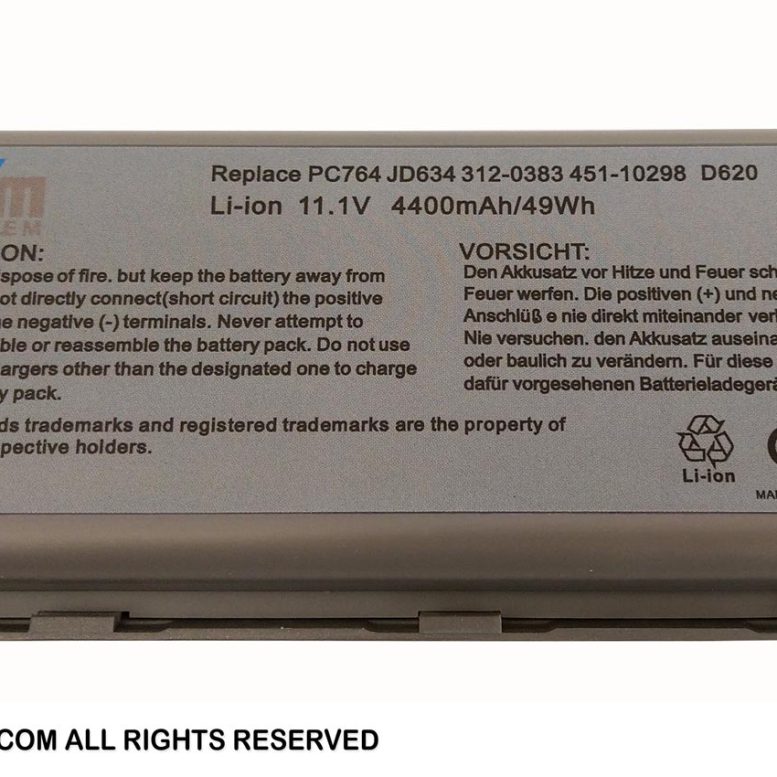 Replace PC764 JD634 312-0383 451-10298 D620
Li-ion 11.1V 4400mAh/49Wh
M
EM
ON:
ispose of fire. but keep the battery away from
ot directly connect(short circuit) the positive
e negative (-) terminals. Never attempt to
ble or reassemble the battery pack. Do not use
argers other than the designated one to charge
y pack.
ds trademarks and registered trademarks are the property of
pective holders.
VORSICHT:
Den Akkusatz vor Hitze und Feuer sch
Feuer werfen. Die positiven (+) und ne
Anschlüß e nie direkt miteinander verl
Nie versuchen. den Akkusatz auseina
oder baulich zu verändern. Für diese
dafür vorgesehenen Batterieladegerä
Li-ion
MA
.COM ALL RIGHTS RESERVED